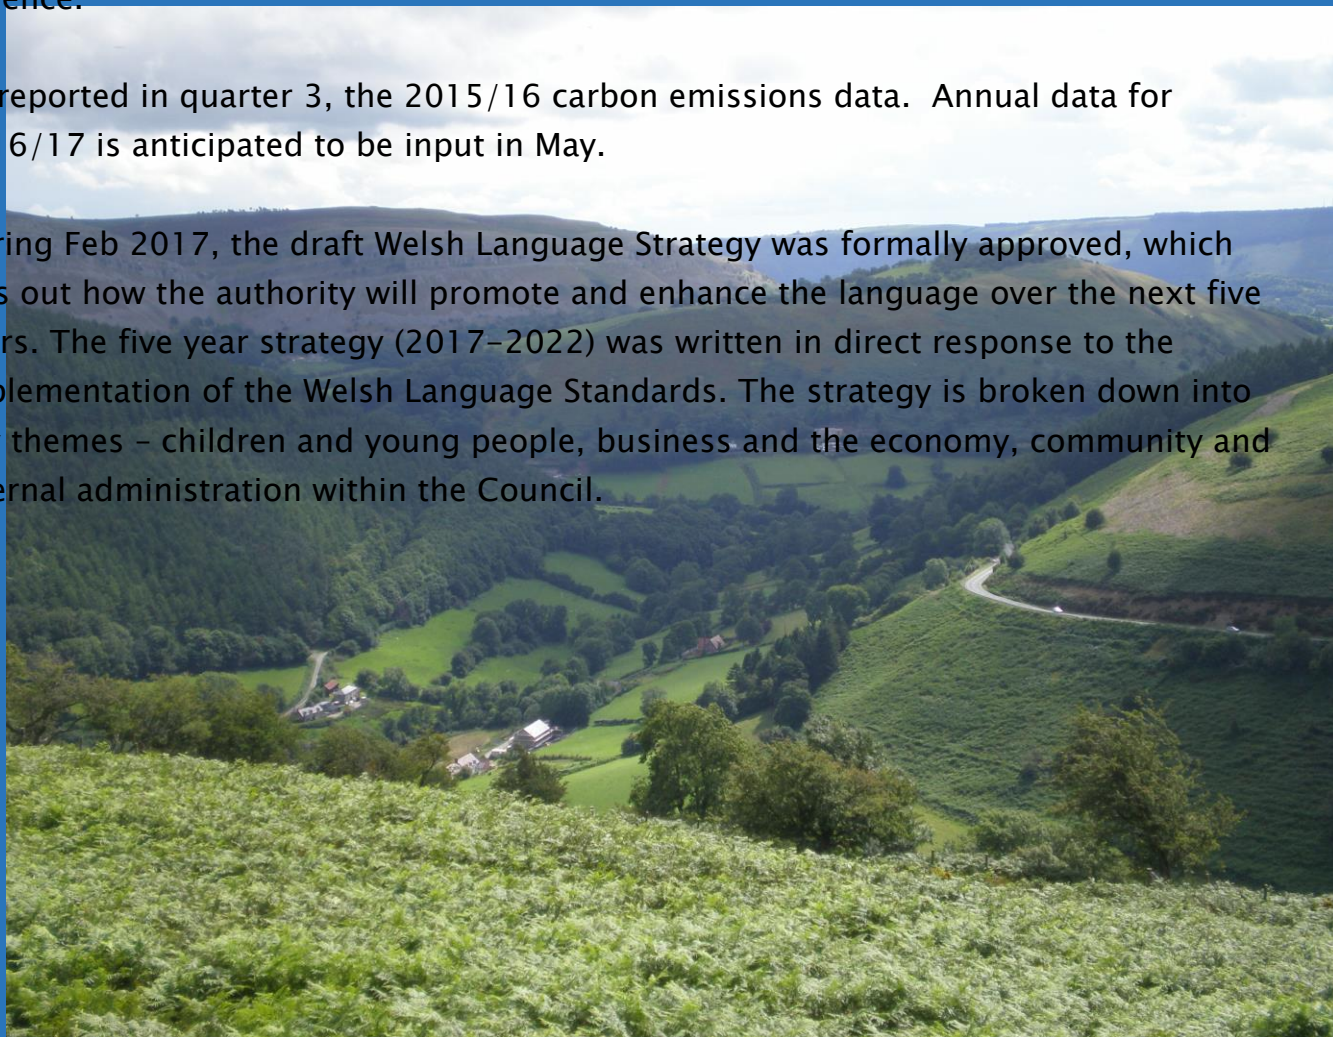 ence.
reported in quarter 3, the 2015/16 carbon emissions data.  Annual data for
6/17 is anticipated to be input in May.
ring Feb 2017, the draft Welsh Language Strategy was formally approved, which
s out how the authority will promote and enhance the language over the next five
rs. The five year strategy (2017-2022) was written in direct response to the
plementation of the Welsh Language Standards. The strategy is broken down into
themes – children and young people, business and the economy, community and
ernal administration within the Council.